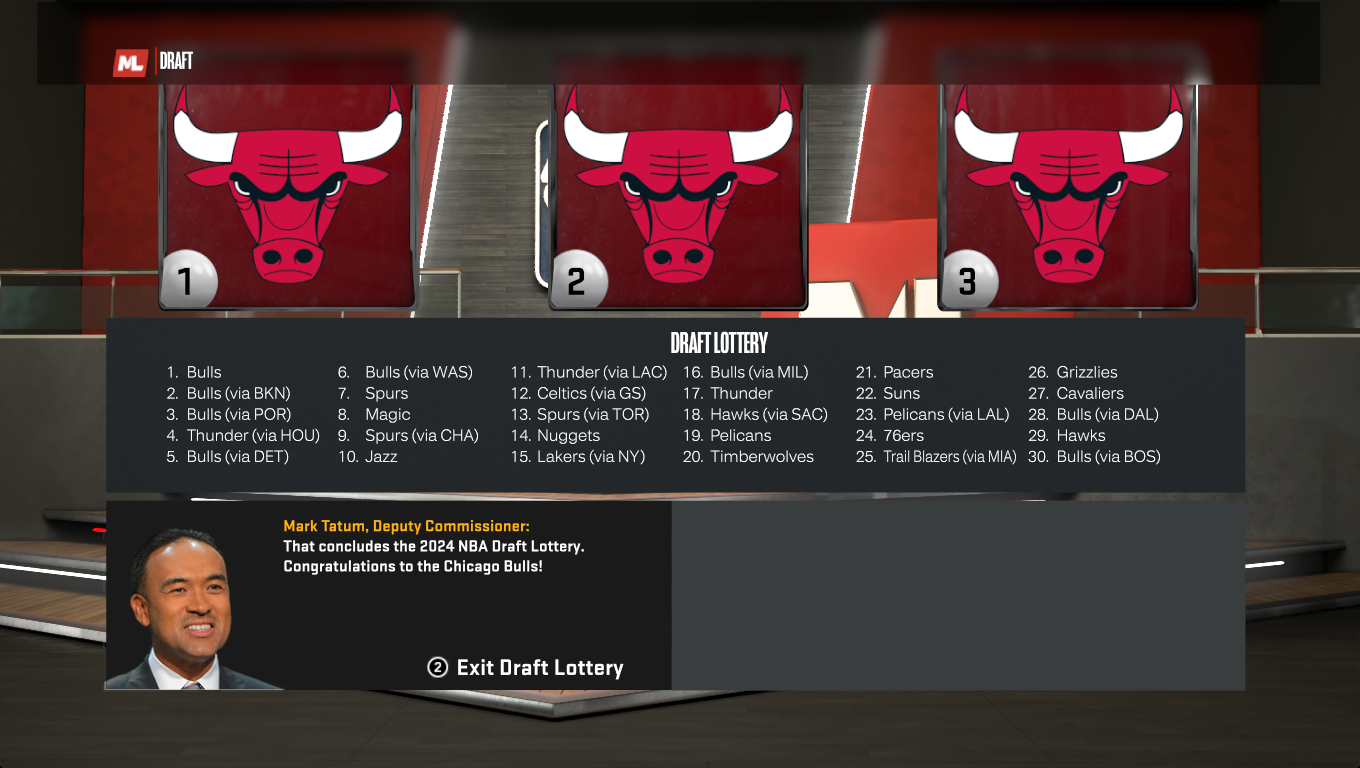 ML DRAFT
1
2
3
DRAFT LOTTERY
1. Bulls
2. Bulls (via BKN)
3. Bulls (via POR)
4. Thunder (via HOU)
5. Bulls (via DET)
6. Bulls (via WAS)
7. Spurs
8. Magic
9. Spurs (via CHA)
10. Jazz
11. Thunder (via LAC)
12. Celtics (via GS)
13. Spurs (via TOR)
14. Nuggets
15. Lakers (via NY)
16. Bulls (via MIL)
17. Thunder
18. Hawks (via SAC)
19. Pelicans
20. Timberwolves
21. Pacers
22. Suns
23. Pelicans (via LAL)
24. 76ers
25. Trail Blazers (via MIA)
26. Grizzlies
27. Cavaliers
28. Bulls (via DAL)
29. Hawks
30. Bulls (via BOS)
Mark Tatum, Deputy Commissioner:
That concludes the 2024 NBA Draft Lottery.
Congratulations to the Chicago Bulls!
2 Exit Draft Lottery